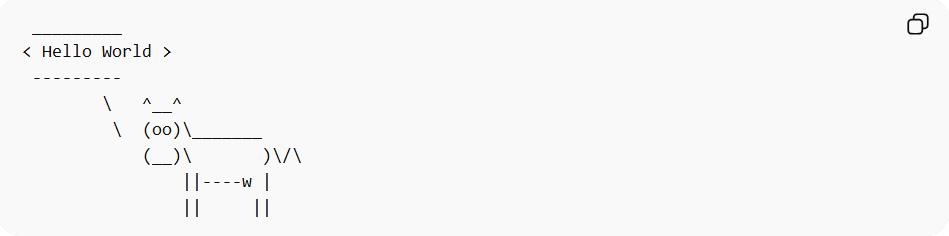 _________
< Hello World >
 ---------
        \   ^__^
         \  (oo)\_______
            (__)\       )\/\
                ||----w |
                ||     ||